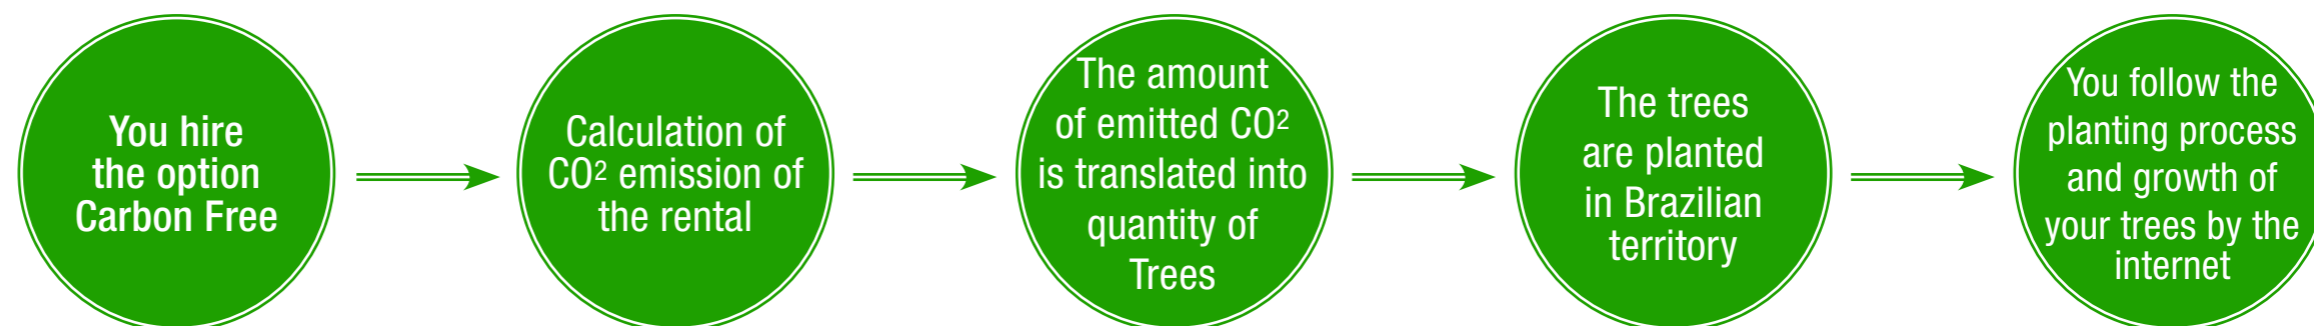 You hire
the option
Carbon Free
Calculation of
CO² emission of
the rental
The amount
of emitted CO²
is translated into
quantity of
Trees
The trees
are planted
in Brazilian
territory
You follow the
planting process
and growth of
your trees by the
internet